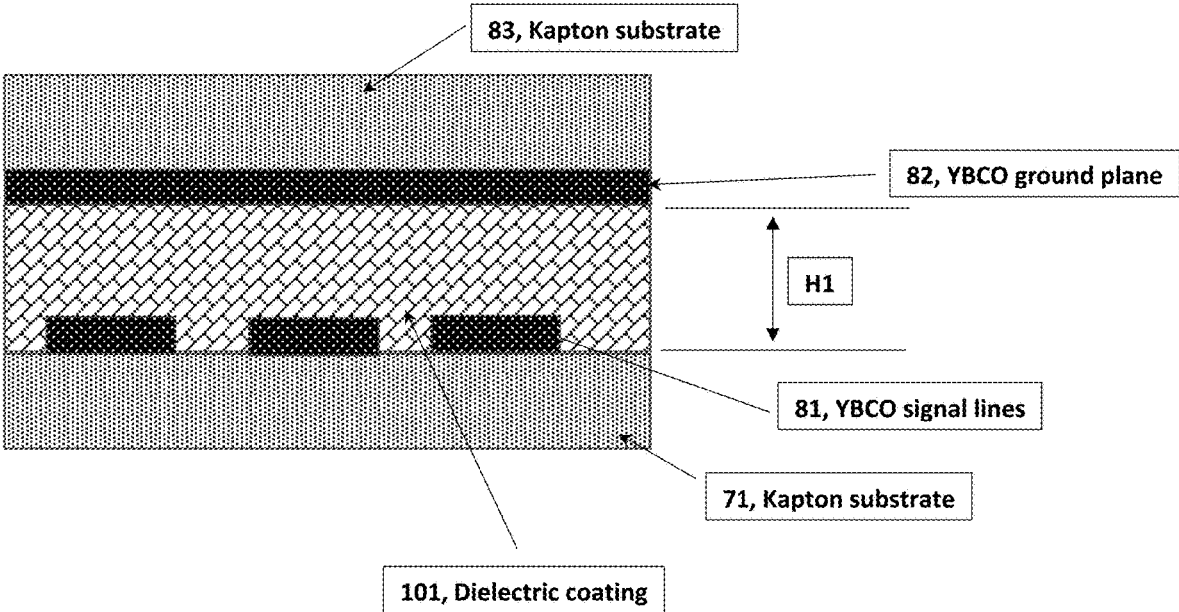 83, Kapton substrate
82, YBCO ground plane
H1
81, YBCO signal lines
71, Kapton substrate
101, Dielectric coating